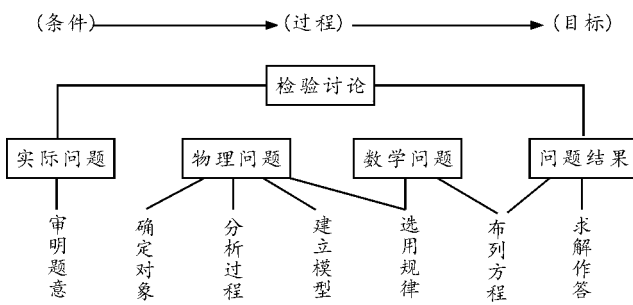 (条件) (过程) (目标)
检验讨论
实际问题 物理问题 数学问题 问题结果
审明题意 确定对象 分析过程 建立模型 选用规律 布列方程 求解作答